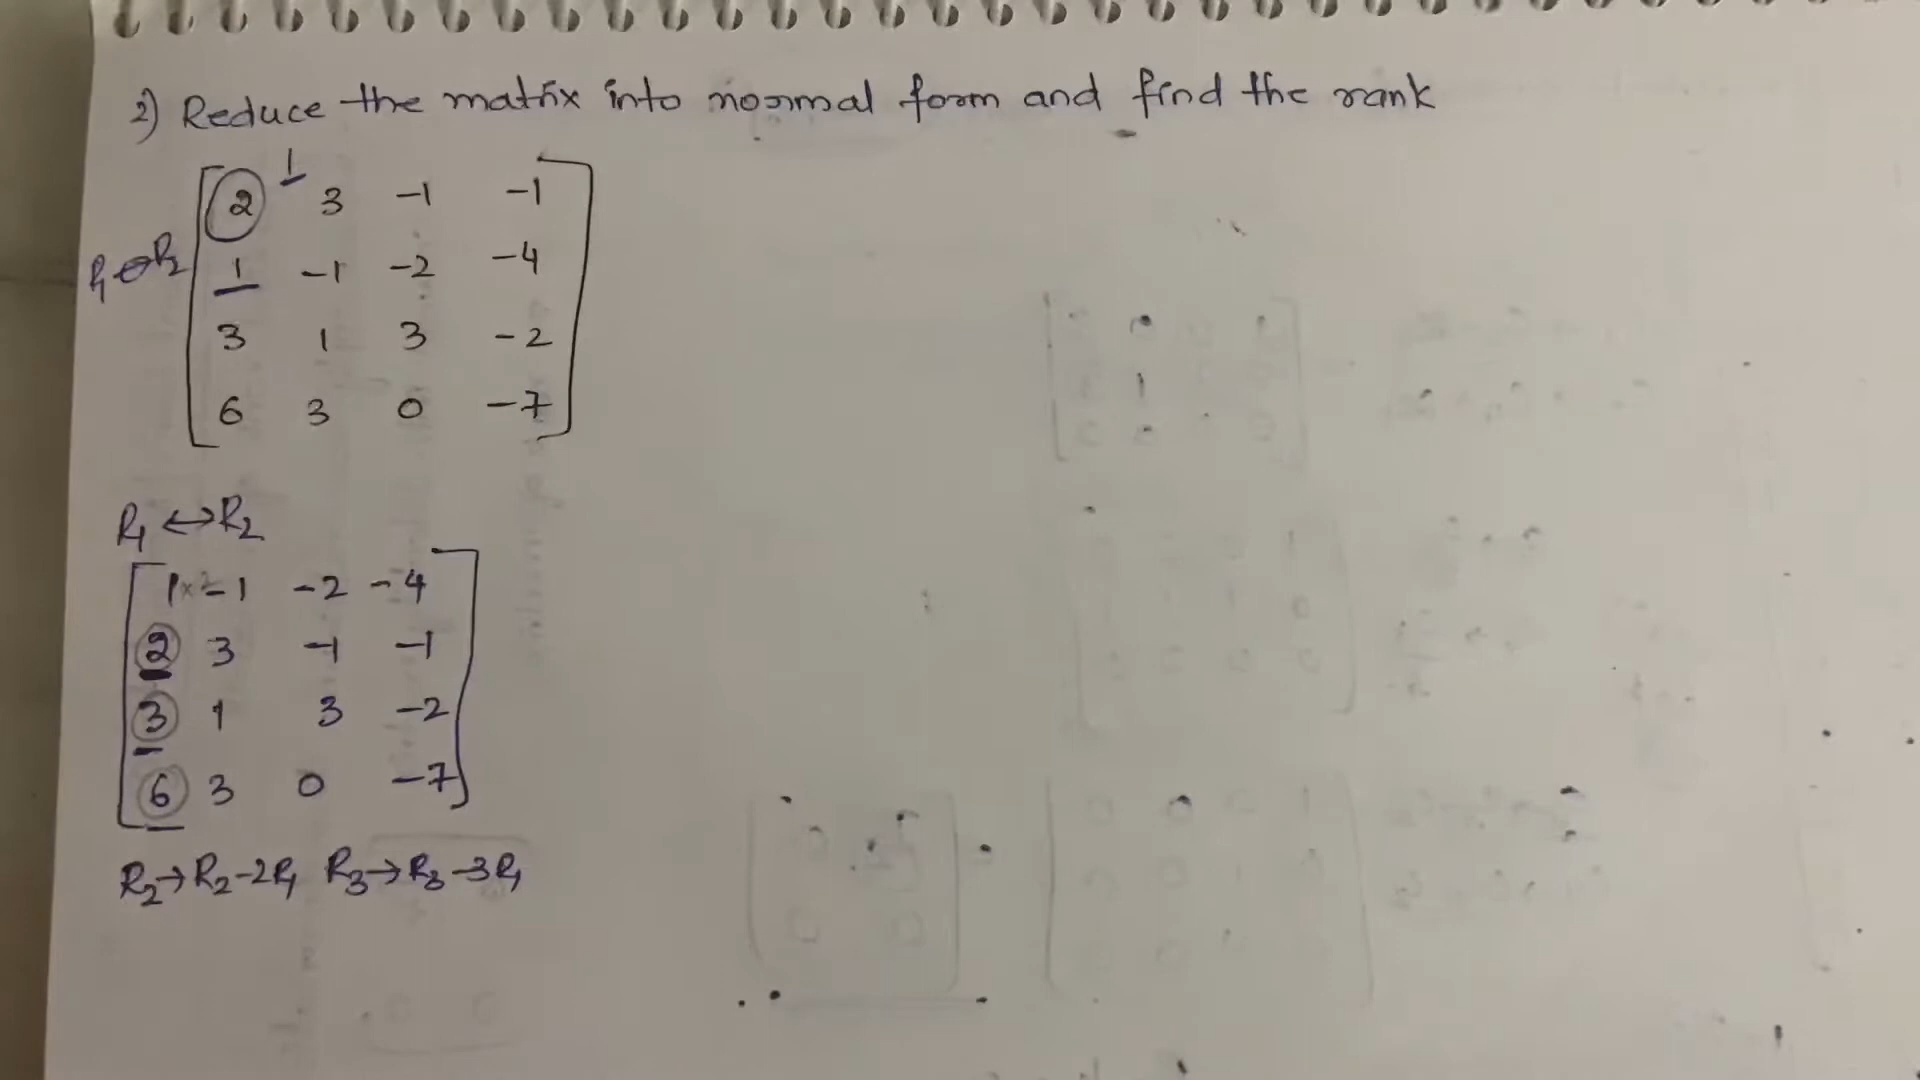 2) Reduce the matrix into normal form and find the rank
1
2 3 -1 -1
R1↔R2 1 -1 -2 -4
3 1 3 -2
6 3 0 -7
R1 ↔ R2
1x2 -1 -2 -4
2 3 -1 -1
3 1 3 -2
6 3 0 -7
R2→R2-2R1 R3→R3-3R1